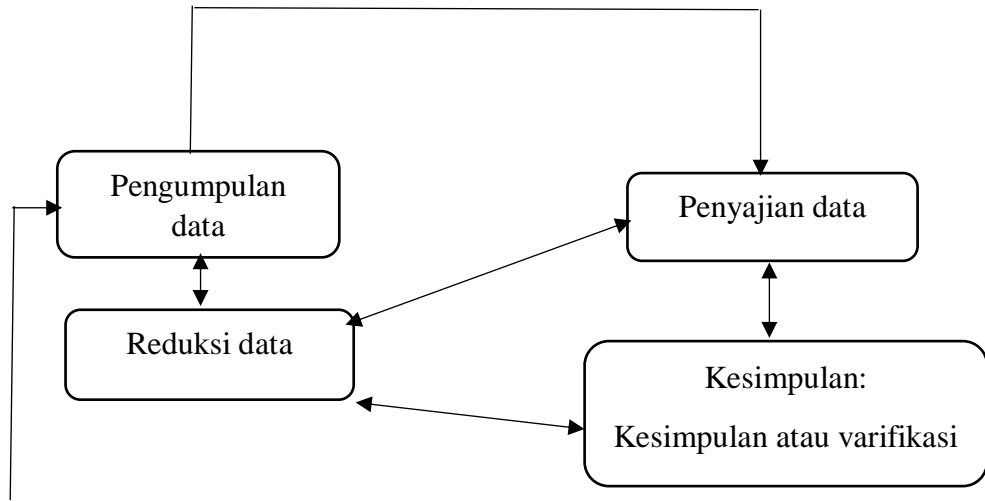 Pengumpulan
data
Penyajian data
Reduksi data
Kesimpulan:
Kesimpulan atau varifikasi